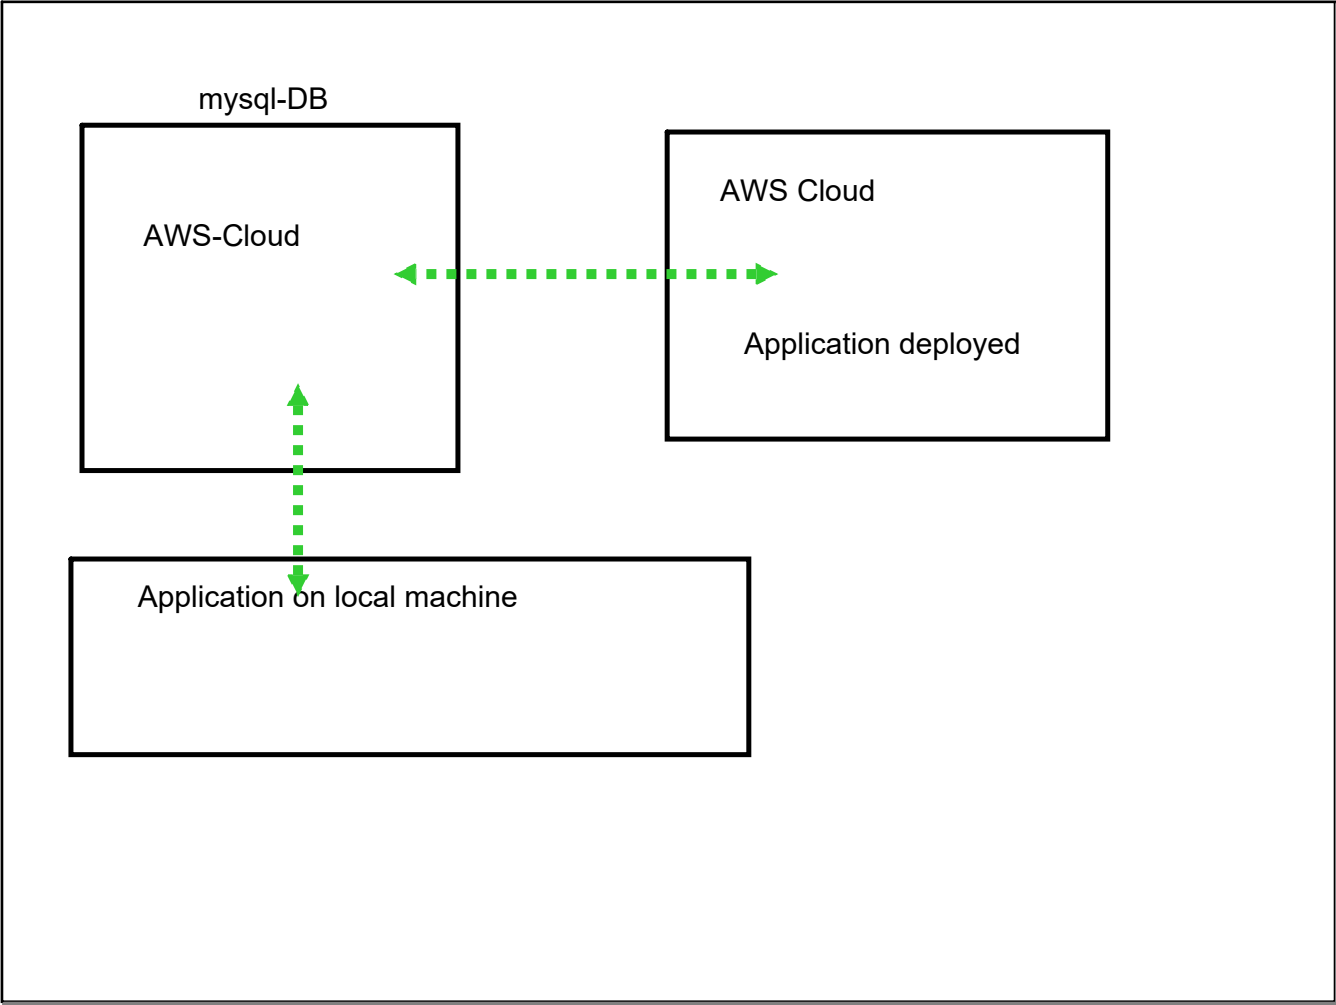 mysql-DB
AWS-Cloud
AWS Cloud
Application deployed
Application on local machine